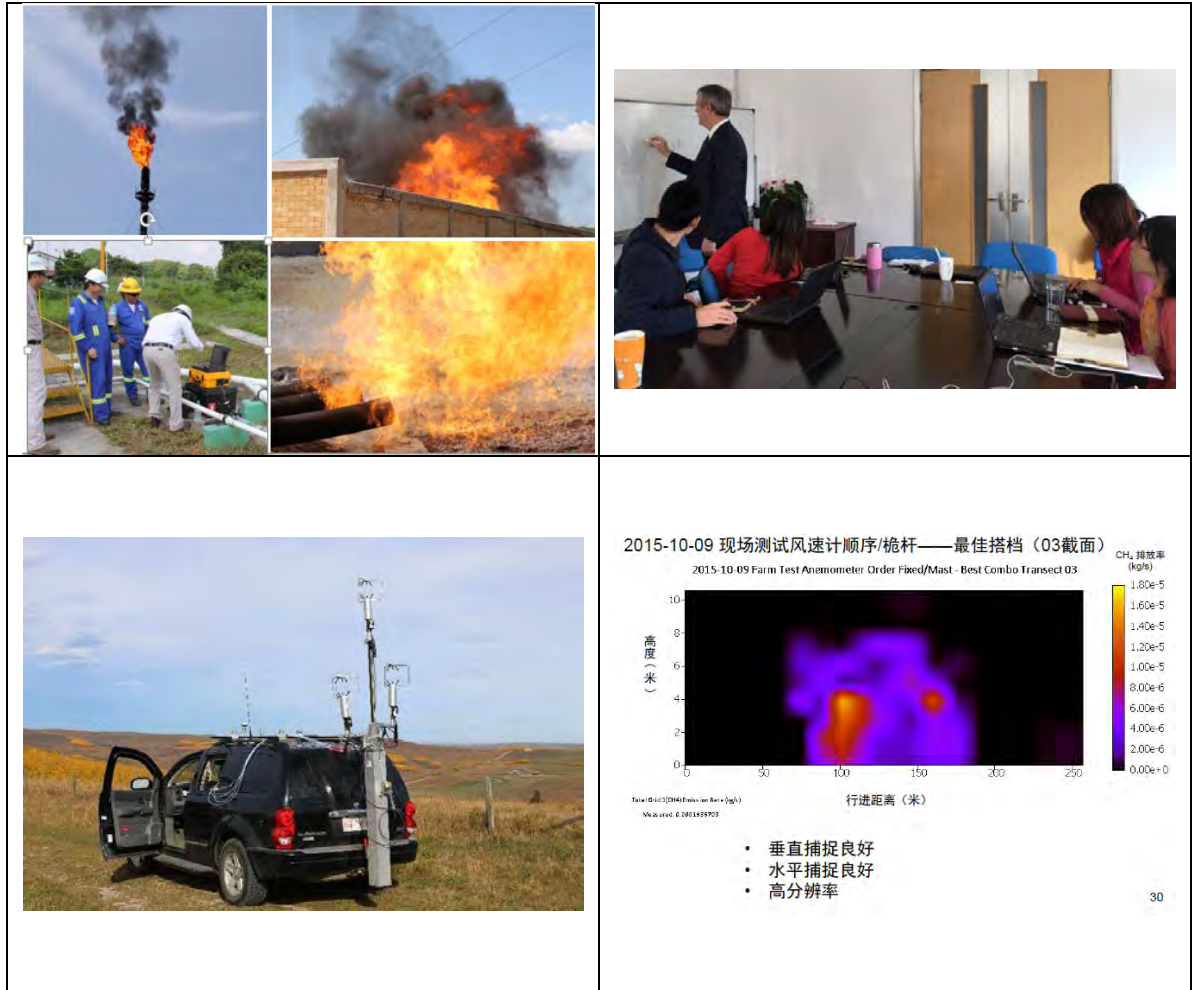 2015-10-09 现场测试风速计顺序/桅杆——最佳搭档（03截面）
2015-10-09 Farm Test Anemometer Order Fixed/Mast - Best Combo Transect 03
CH₄ 排放率
(kg/s)
1.80e-5
1.60e-5
1.40e-5
1.20e-5
1.00e-5
8.00e-6
6.00e-6
4.00e-6
2.00e-6
0.00e+0
高度（米）
10
8
6
4
2
0
0 50 100 150 200 250
行进距离（米）
Measured: 0.0001936703
• 垂直捕捉良好
• 水平捕捉良好
• 高分辨率
30